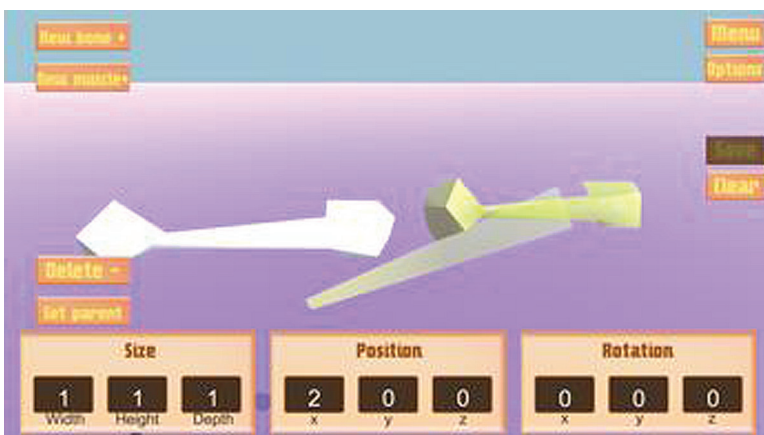 New bone +
New muscle+
Menu
Options
Save
Clear
Delete -
Set parent
Size
1 1 1
Width Height Depth
Position
2 0 0
x y z
Rotation
0 0 0
x y z